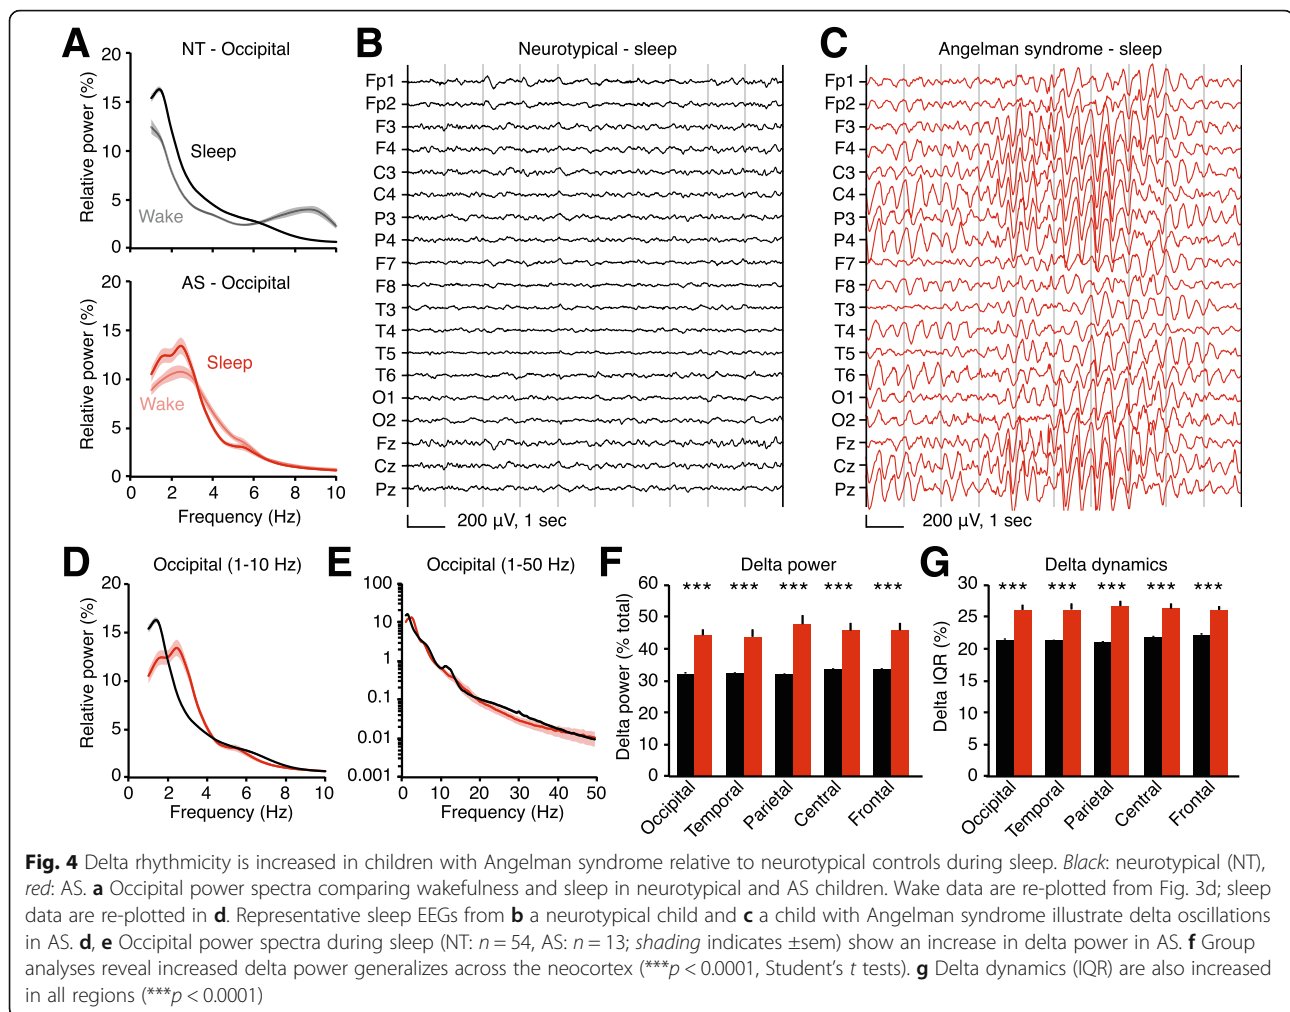 A
NT - Occipital
20
15
10
5
0
Relative power (%)
Sleep
Wake
AS - Occipital
20
15
10
5
0
Relative power (%)
Sleep
Wake
0 2 4 6 8 10
Frequency (Hz)
B
Neurotypical - sleep
Fp1
Fp2
F3
F4
C3
C4
P3
P4
F7
F8
T3
T4
T5
T6
O1
O2
Fz
Cz
Pz
200 µV, 1 sec
C
Angelman syndrome - sleep
Fp1
Fp2
F3
F4
C3
C4
P3
P4
F7
F8
T3
T4
T5
T6
O1
O2
Fz
Cz
Pz
200 µV, 1 sec
D
Occipital (1-10 Hz)
20
15
10
5
0
Relative power (%)
0 2 4 6 8 10
Frequency (Hz)
E
Occipital (1-50 Hz)
100
10
1
0.1
0.01
0.001
0 10 20 30 40 50
Frequency (Hz)
F
Delta power
60
50
40
30
20
10
0
Delta power (% total)
*** *** *** *** ***
Occipital
Temporal
Parietal
Central
Frontal
G
Delta dynamics
30
25
20
15
10
5
0
Delta IQR (%)
*** *** *** *** ***
Occipital
Temporal
Parietal
Central
Frontal
Fig. 4 Delta rhythmicity is increased in children with Angelman syndrome relative to neurotypical controls during sleep. Black: neurotypical (NT),
red: AS. a Occipital power spectra comparing wakefulness and sleep in neurotypical and AS children. Wake data are re-plotted from Fig. 3d; sleep
data are re-plotted in d. Representative sleep EEGs from b a neurotypical child and c a child with Angelman syndrome illustrate delta oscillations
in AS. d, e Occipital power spectra during sleep (NT: n = 54, AS: n = 13; shading indicates ±sem) show an increase in delta power in AS. f Group
analyses reveal increased delta power generalizes across the neocortex (***p < 0.0001, Student's t tests). g Delta dynamics (IQR) are also increased
in all regions (***p < 0.0001)